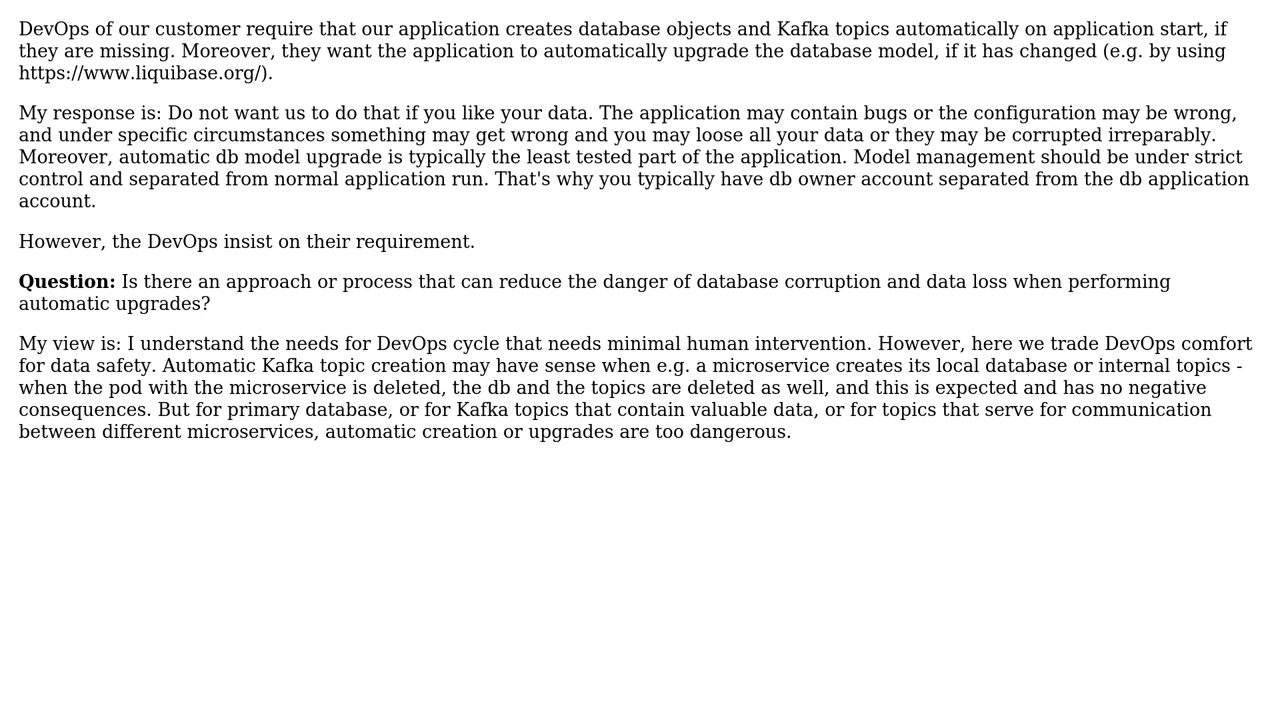 DevOps of our customer require that our application creates database objects and Kafka topics automatically on application start, if
they are missing. Moreover, they want the application to automatically upgrade the database model, if it has changed (e.g. by using
https://www.liquibase.org/).
My response is: Do not want us to do that if you like your data. The application may contain bugs or the configuration may be wrong,
and under specific circumstances something may get wrong and you may loose all your data or they may be corrupted irreparably.
Moreover, automatic db model upgrade is typically the least tested part of the application. Model management should be under strict
control and separated from normal application run. That's why you typically have db owner account separated from the db application
account.
However, the DevOps insist on their requirement.
Question: Is there an approach or process that can reduce the danger of database corruption and data loss when performing
automatic upgrades?
My view is: I understand the needs for DevOps cycle that needs minimal human intervention. However, here we trade DevOps comfort
for data safety. Automatic Kafka topic creation may have sense when e.g. a microservice creates its local database or internal topics -
when the pod with the microservice is deleted, the db and the topics are deleted as well, and this is expected and has no negative
consequences. But for primary database, or for Kafka topics that contain valuable data, or for topics that serve for communication
between different microservices, automatic creation or upgrades are too dangerous.